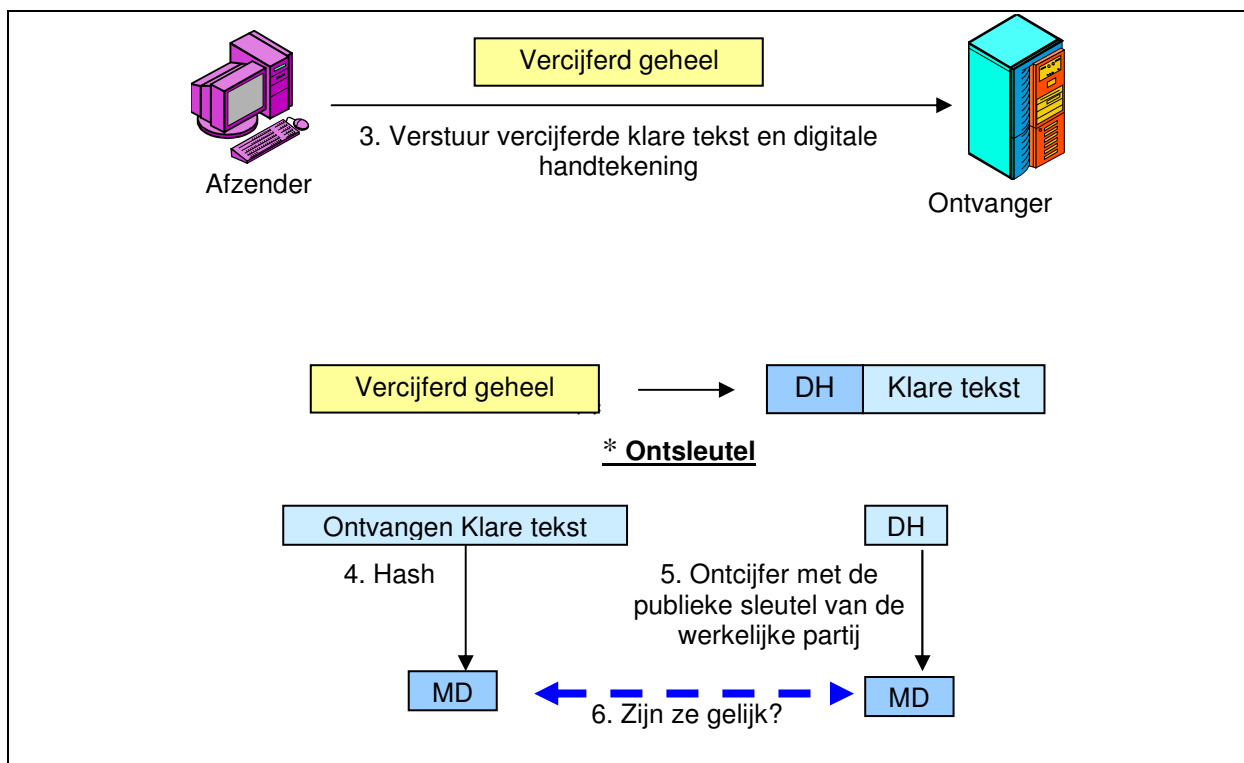 Vercijferd geheel
3. Verstuur vercijferde klare tekst en digitale
handtekening
Afzender
Ontvanger
Vercijferd geheel
DH
Klare tekst
* Ontsleutel
Ontvangen Klare tekst
DH
4. Hash
5. Ontcijfer met de
publieke sleutel van de
werkelijke partij
MD
6. Zijn ze gelijk?
MD